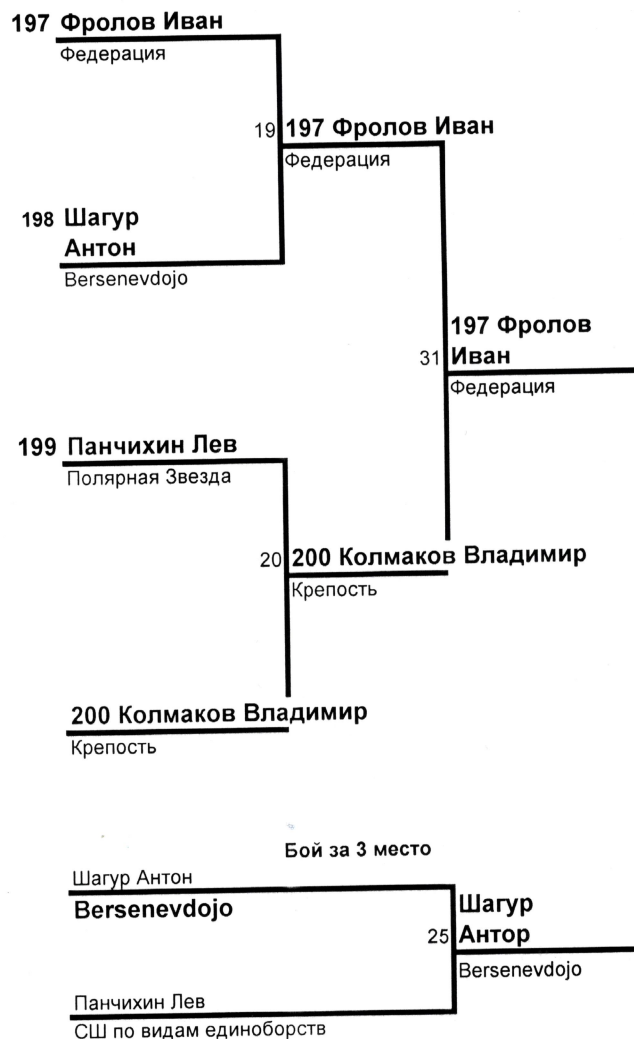 197 Фролов Иван
Федерация
19 197 Фролов Иван
Федерация
198 Шагур
Антон
Bersenevdojo
197 Фролов
31 Иван
Федерация
199 Панчихин Лев
Полярная Звезда
20 200 Колмаков Владимир
Крепость
200 Колмаков Владимир
Крепость
Бой за 3 место
Шагур Антон
Bersenevdojo
Шагур
25 Антор
Bersenevdojo
Панчихин Лев
СШ по видам единоборств